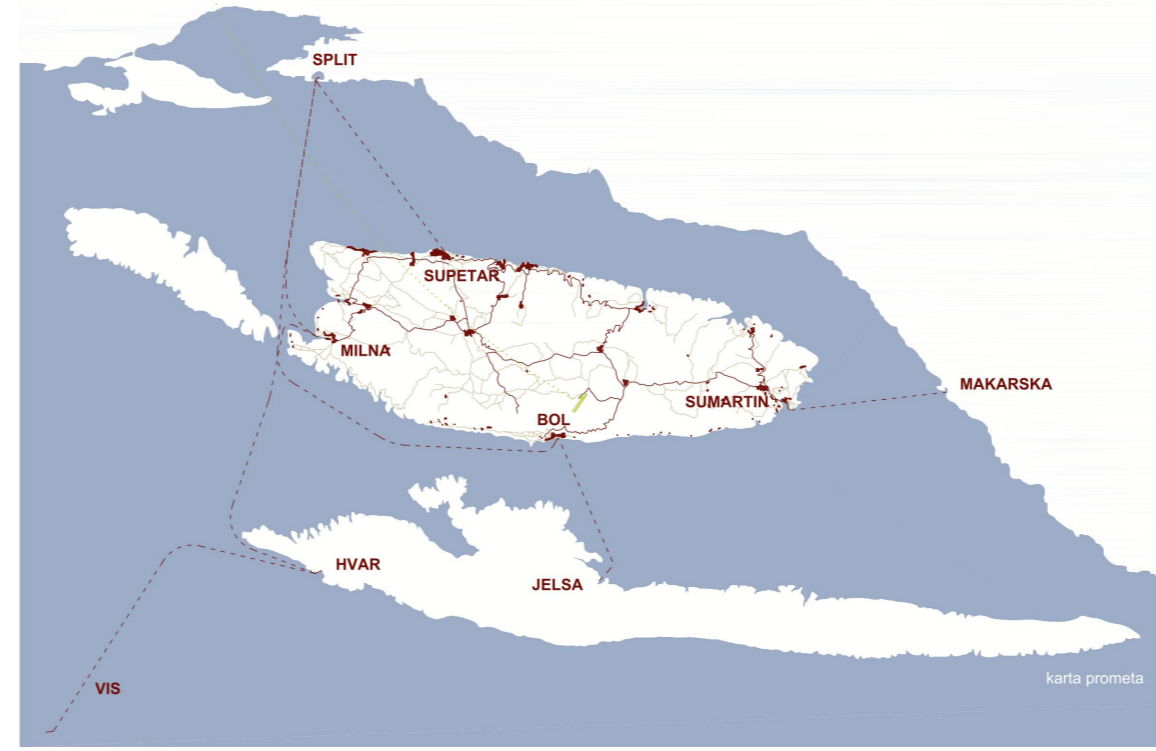 SPLIT
SUPETAR
MILNA
MAKARSKA
SUMARTIN
BOL
HVAR
JELSA
karta prometa
VIS